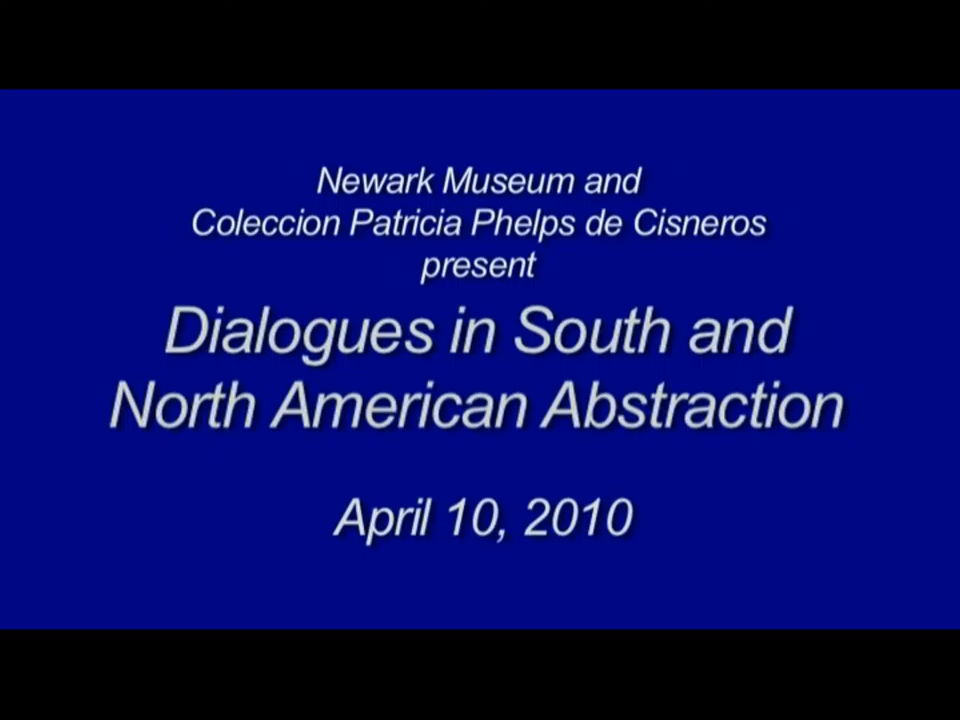 Newark Museum and
Coleccion Patricia Phelps de Cisneros
present
Dialogues in South and
North American Abstraction
April 10, 2010